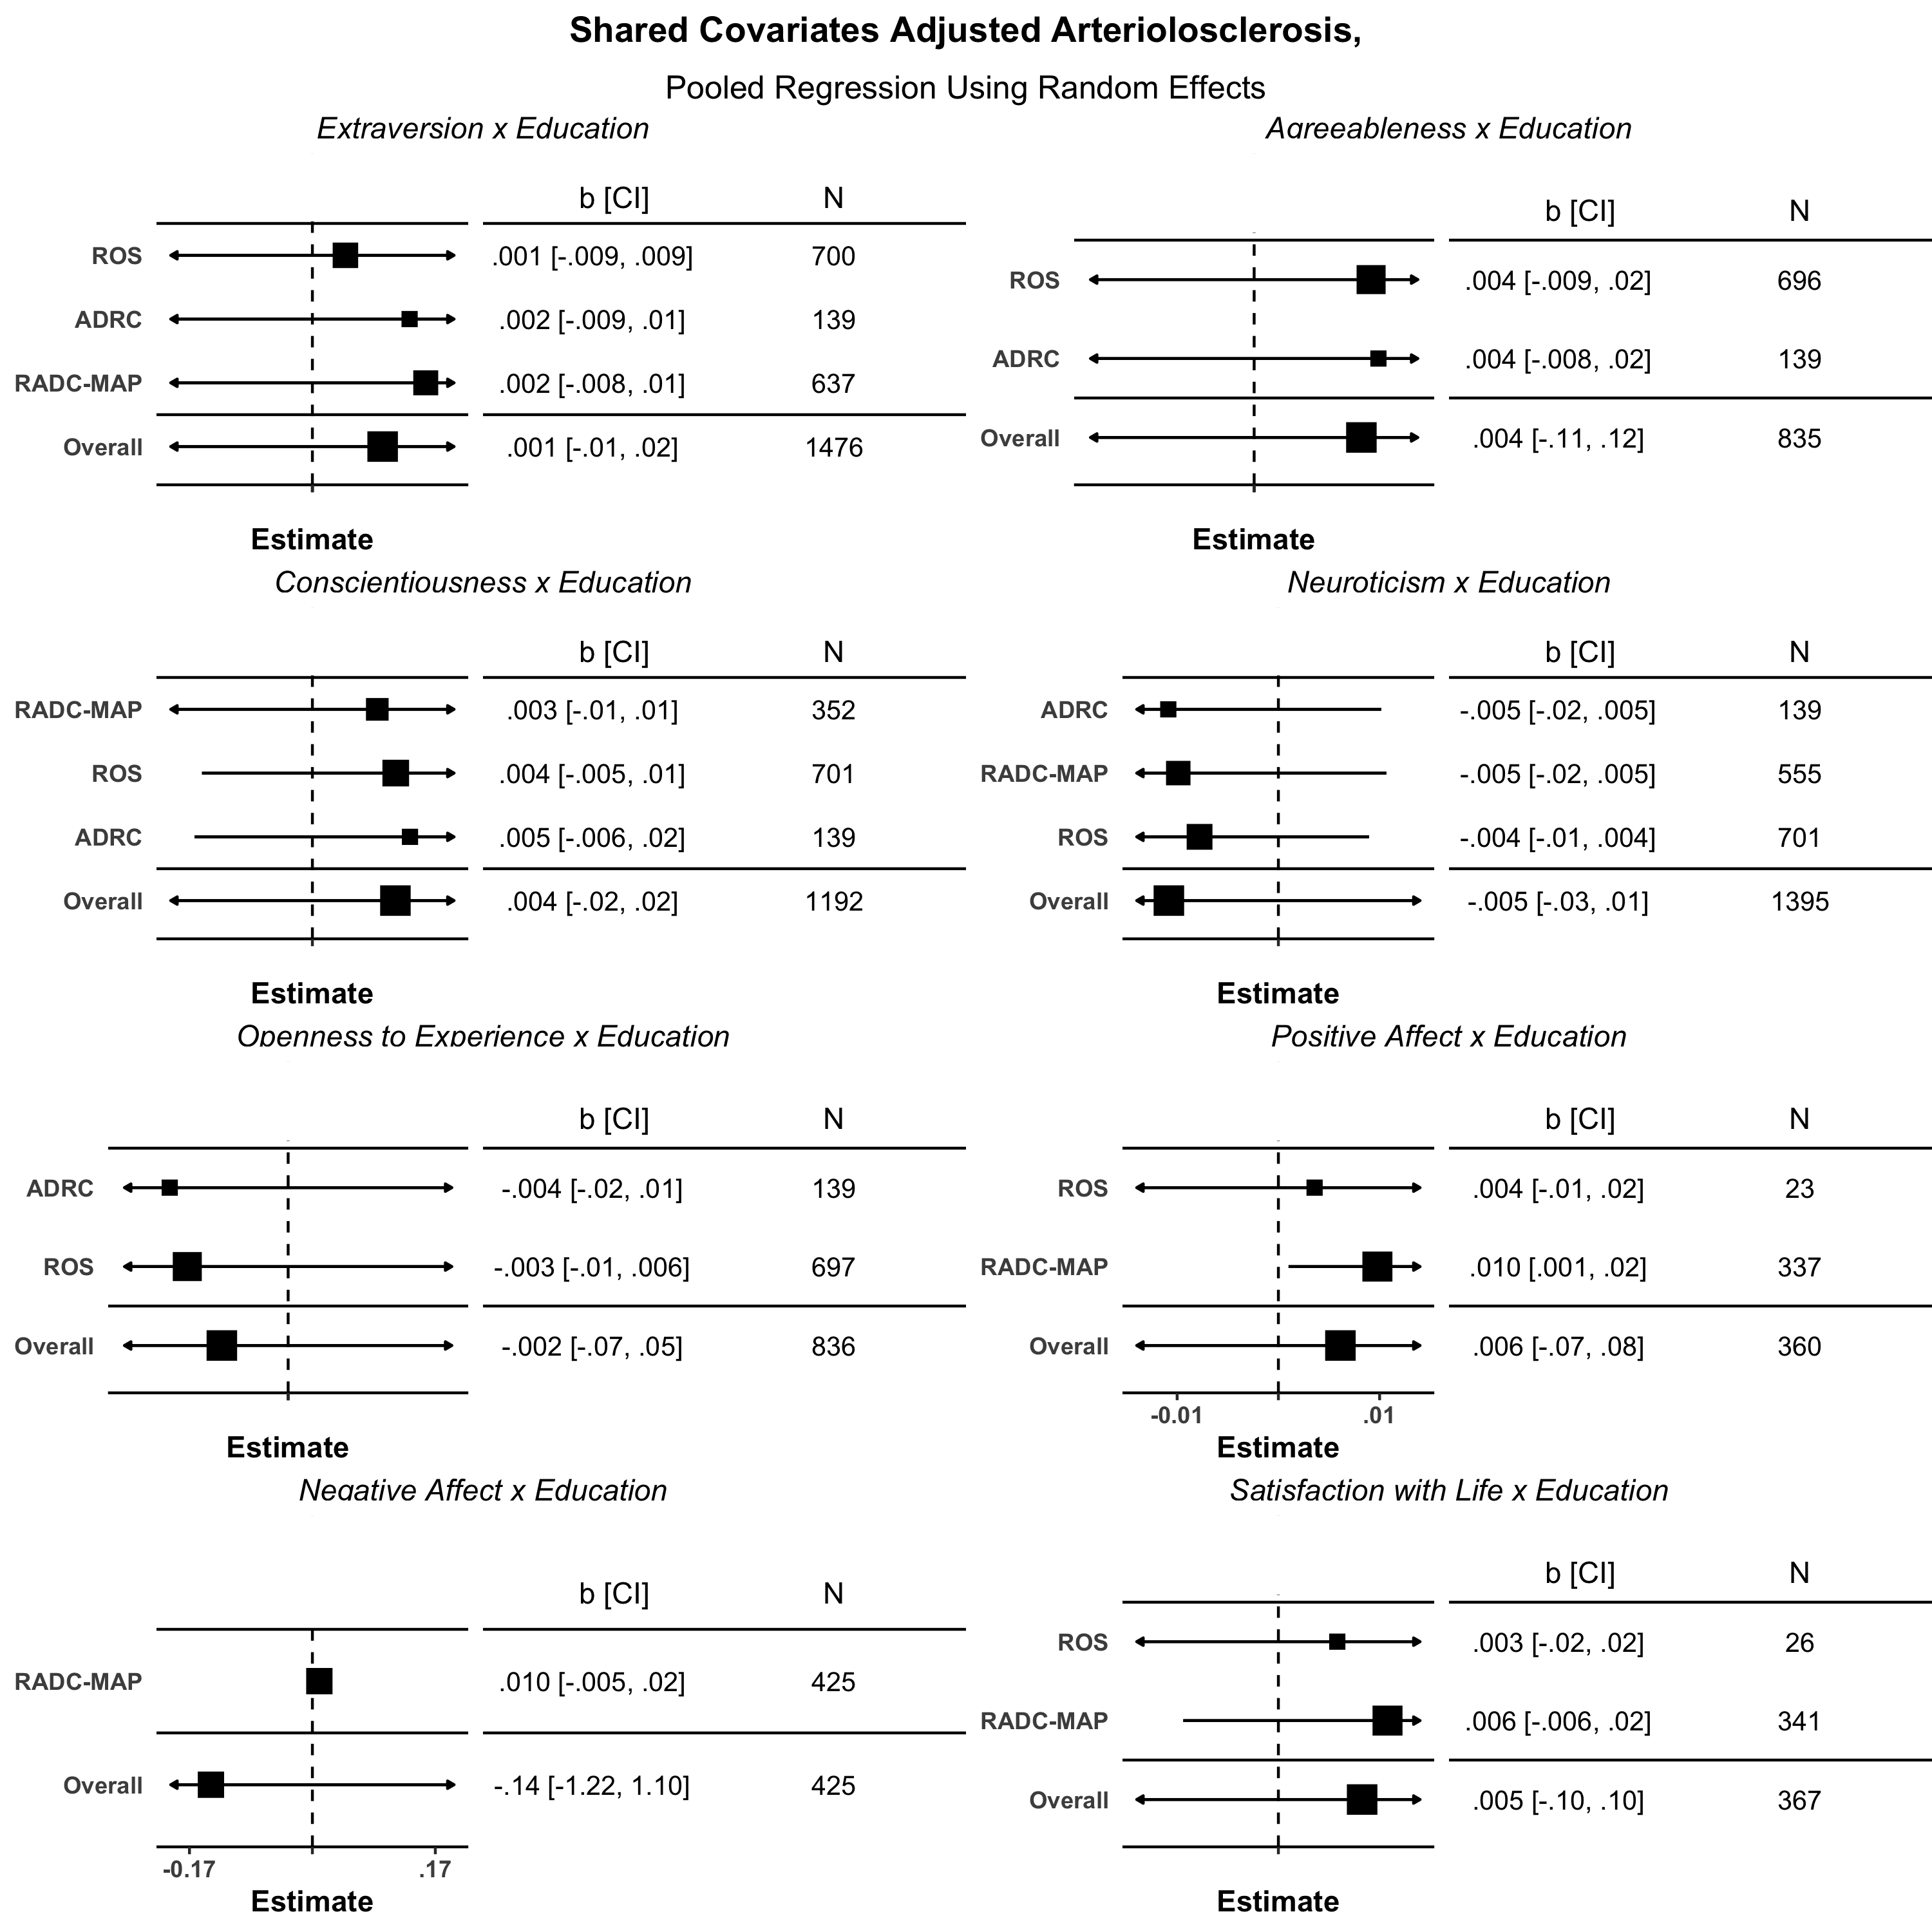 Shared Covariates Adjusted Arteriolosclerosis,
Pooled Regression Using Random Effects
Extraversion x Education
b [CI] N
ROS .001 [-.009, .009] 700
ADRC .002 [-.009, .01] 139
RADC-MAP .002 [-.008, .01] 637
Overall .001 [-.01, .02] 1476
Estimate
Agreeableness x Education
b [CI] N
ROS .004 [-.009, .02] 696
ADRC .004 [-.008, .02] 139
Overall .004 [-.11, .12] 835
Estimate
Conscientiousness x Education
b [CI] N
RADC-MAP .003 [-.01, .01] 352
ROS .004 [-.005, .01] 701
ADRC .005 [-.006, .02] 139
Overall .004 [-.02, .02] 1192
Estimate
Neuroticism x Education
b [CI] N
ADRC -.005 [-.02, .005] 139
RADC-MAP -.005 [-.02, .005] 555
ROS -.004 [-.01, .004] 701
Overall -.005 [-.03, .01] 1395
Estimate
Openness to Experience x Education
b [CI] N
ADRC -.004 [-.02, .01] 139
ROS -.003 [-.01, .006] 697
Overall -.002 [-.07, .05] 836
Estimate
Positive Affect x Education
b [CI] N
ROS .004 [-.01, .02] 23
RADC-MAP .010 [.001, .02] 337
Overall .006 [-.07, .08] 360
-0.01 .01
Estimate
Negative Affect x Education
b [CI] N
RADC-MAP .010 [-.005, .02] 425
Overall -.14 [-1.22, 1.10] 425
-0.17 .17
Estimate
Satisfaction with Life x Education
b [CI] N
ROS .003 [-.02, .02] 26
RADC-MAP .006 [-.006, .02] 341
Overall .005 [-.10, .10] 367
Estimate